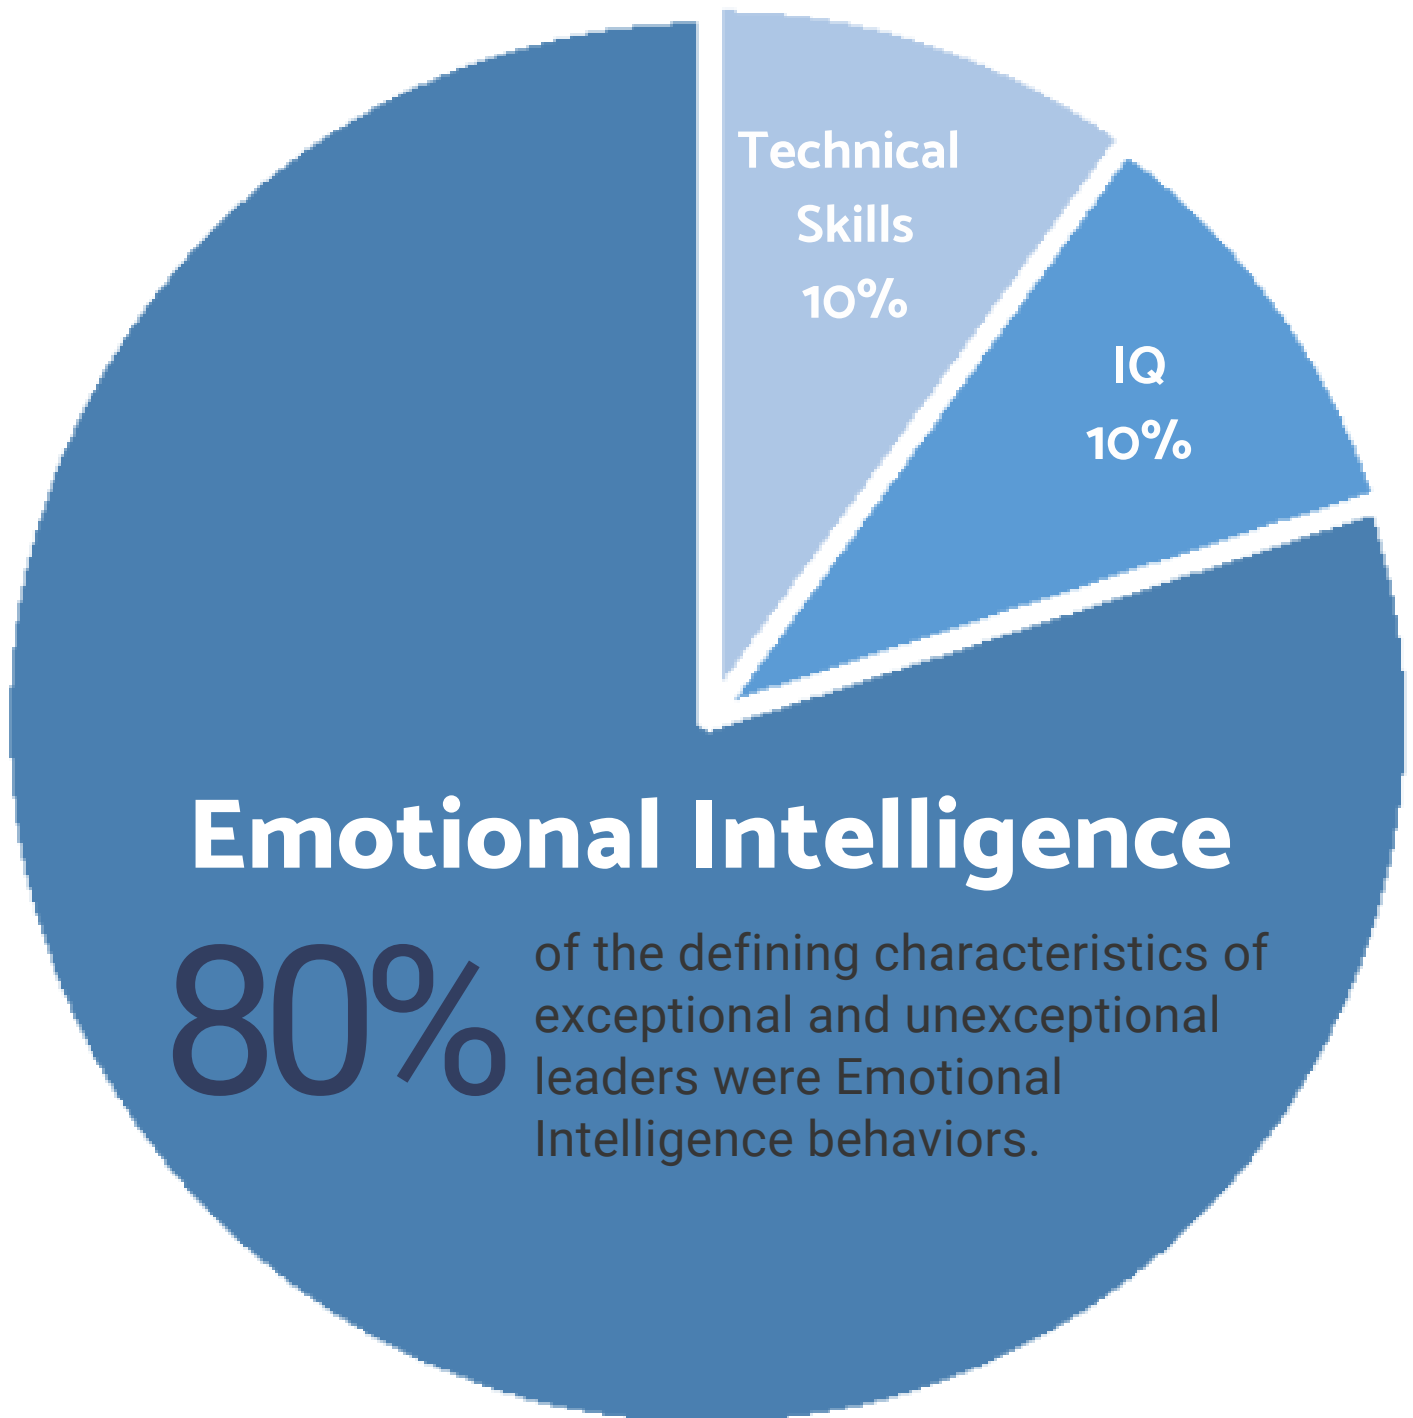 Technical
Skills
10%
IQ
10%
Emotional Intelligence
80%
of the defining characteristics of
exceptional and unexceptional
leaders were Emotional
Intelligence behaviors.